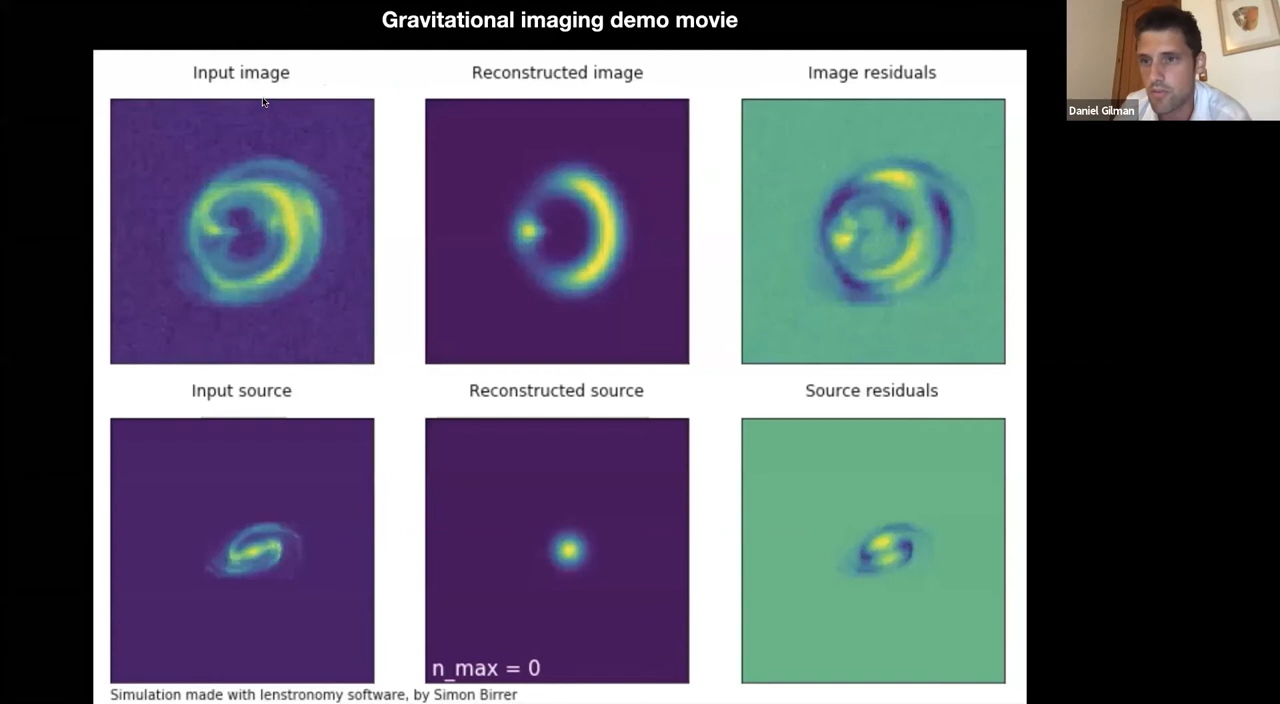 Gravitational imaging demo movie
Daniel Gilman
Input image
Reconstructed image
Image residuals
Input source
Reconstructed source
Source residuals
n_max = 0
Simulation made with lenstronomy software, by Simon Birrer